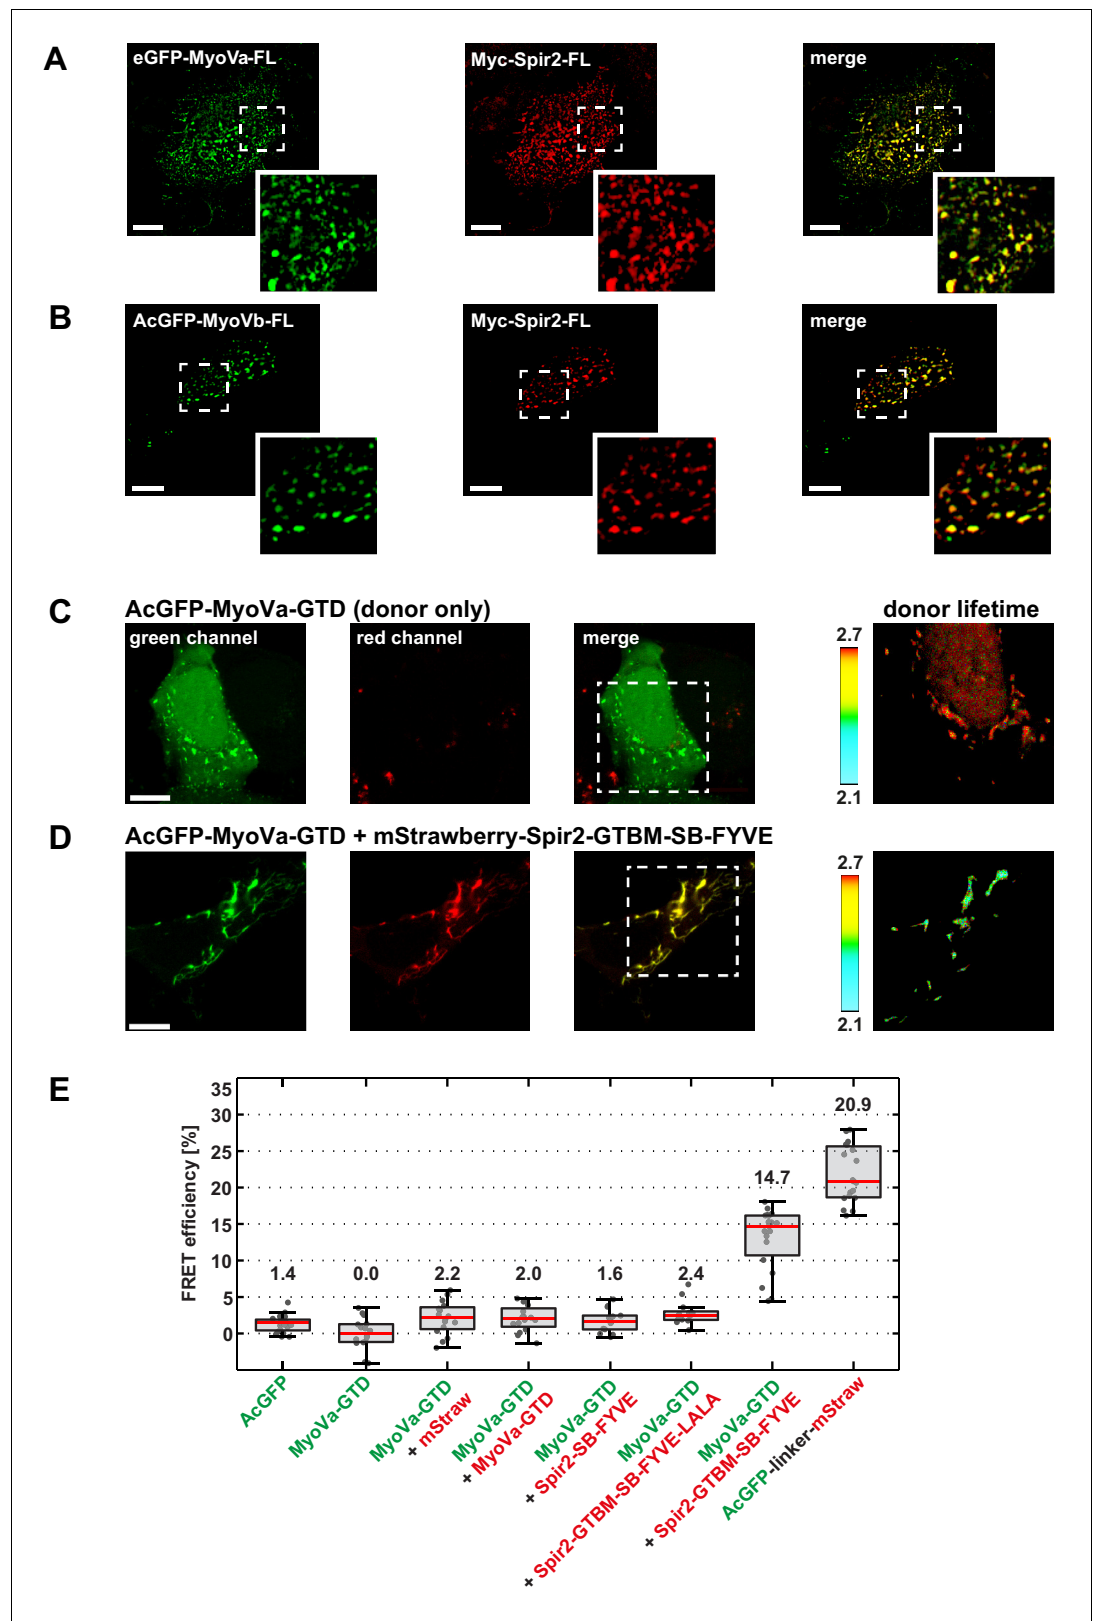 A
eGFP-MyoVa-FL
Myc-Spir2-FL
merge
B
AcGFP-MyoVb-FL
Myc-Spir2-FL
merge
C
AcGFP-MyoVa-GTD (donor only)
donor lifetime
green channel
red channel
merge
2.7
2.1
D
AcGFP-MyoVa-GTD + mStrawberry-Spir2-GTBM-SB-FYVE
2.7
2.1
E
FRET efficiency [%]
35
30
25
20
15
10
5
0
1.4
0.0
2.2
2.0
1.6
2.4
14.7
20.9
AcGFP
MyoVa-GTD
MyoVa-GTD
+ mStraw
MyoVa-GTD
+ MyoVa-GTD
MyoVa-GTD
+ Spir2-SB-FYVE
MyoVa-GTD
+ Spir2-GTBM-SB-FYVE-LALA
MyoVa-GTD
+ Spir2-GTBM-SB-FYVE
AcGFP-linker-mStraw